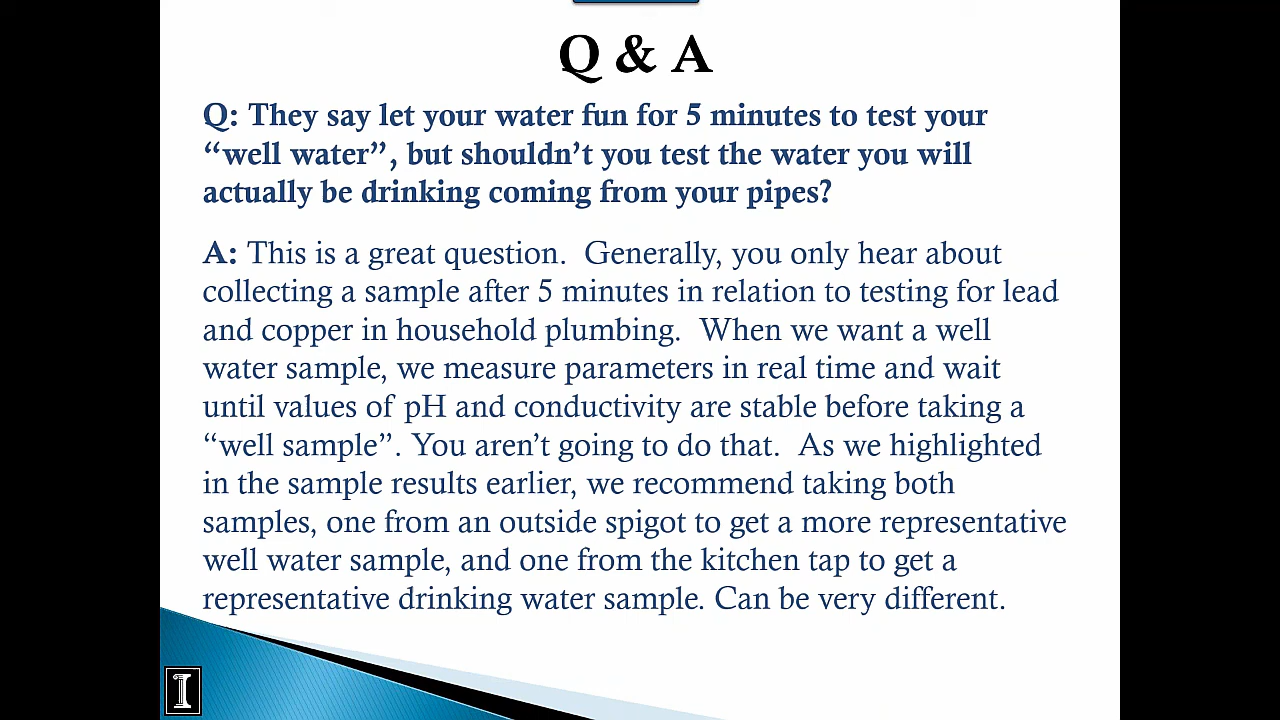 Q & A
Q: They say let your water fun for 5 minutes to test your
“well water”, but shouldn’t you test the water you will
actually be drinking coming from your pipes?
A: This is a great question.  Generally, you only hear about
collecting a sample after 5 minutes in relation to testing for lead
and copper in household plumbing.  When we want a well
water sample, we measure parameters in real time and wait
until values of pH and conductivity are stable before taking a
“well sample”. You aren’t going to do that.  As we highlighted
in the sample results earlier, we recommend taking both
samples, one from an outside spigot to get a more representative
well water sample, and one from the kitchen tap to get a
representative drinking water sample. Can be very different.
I